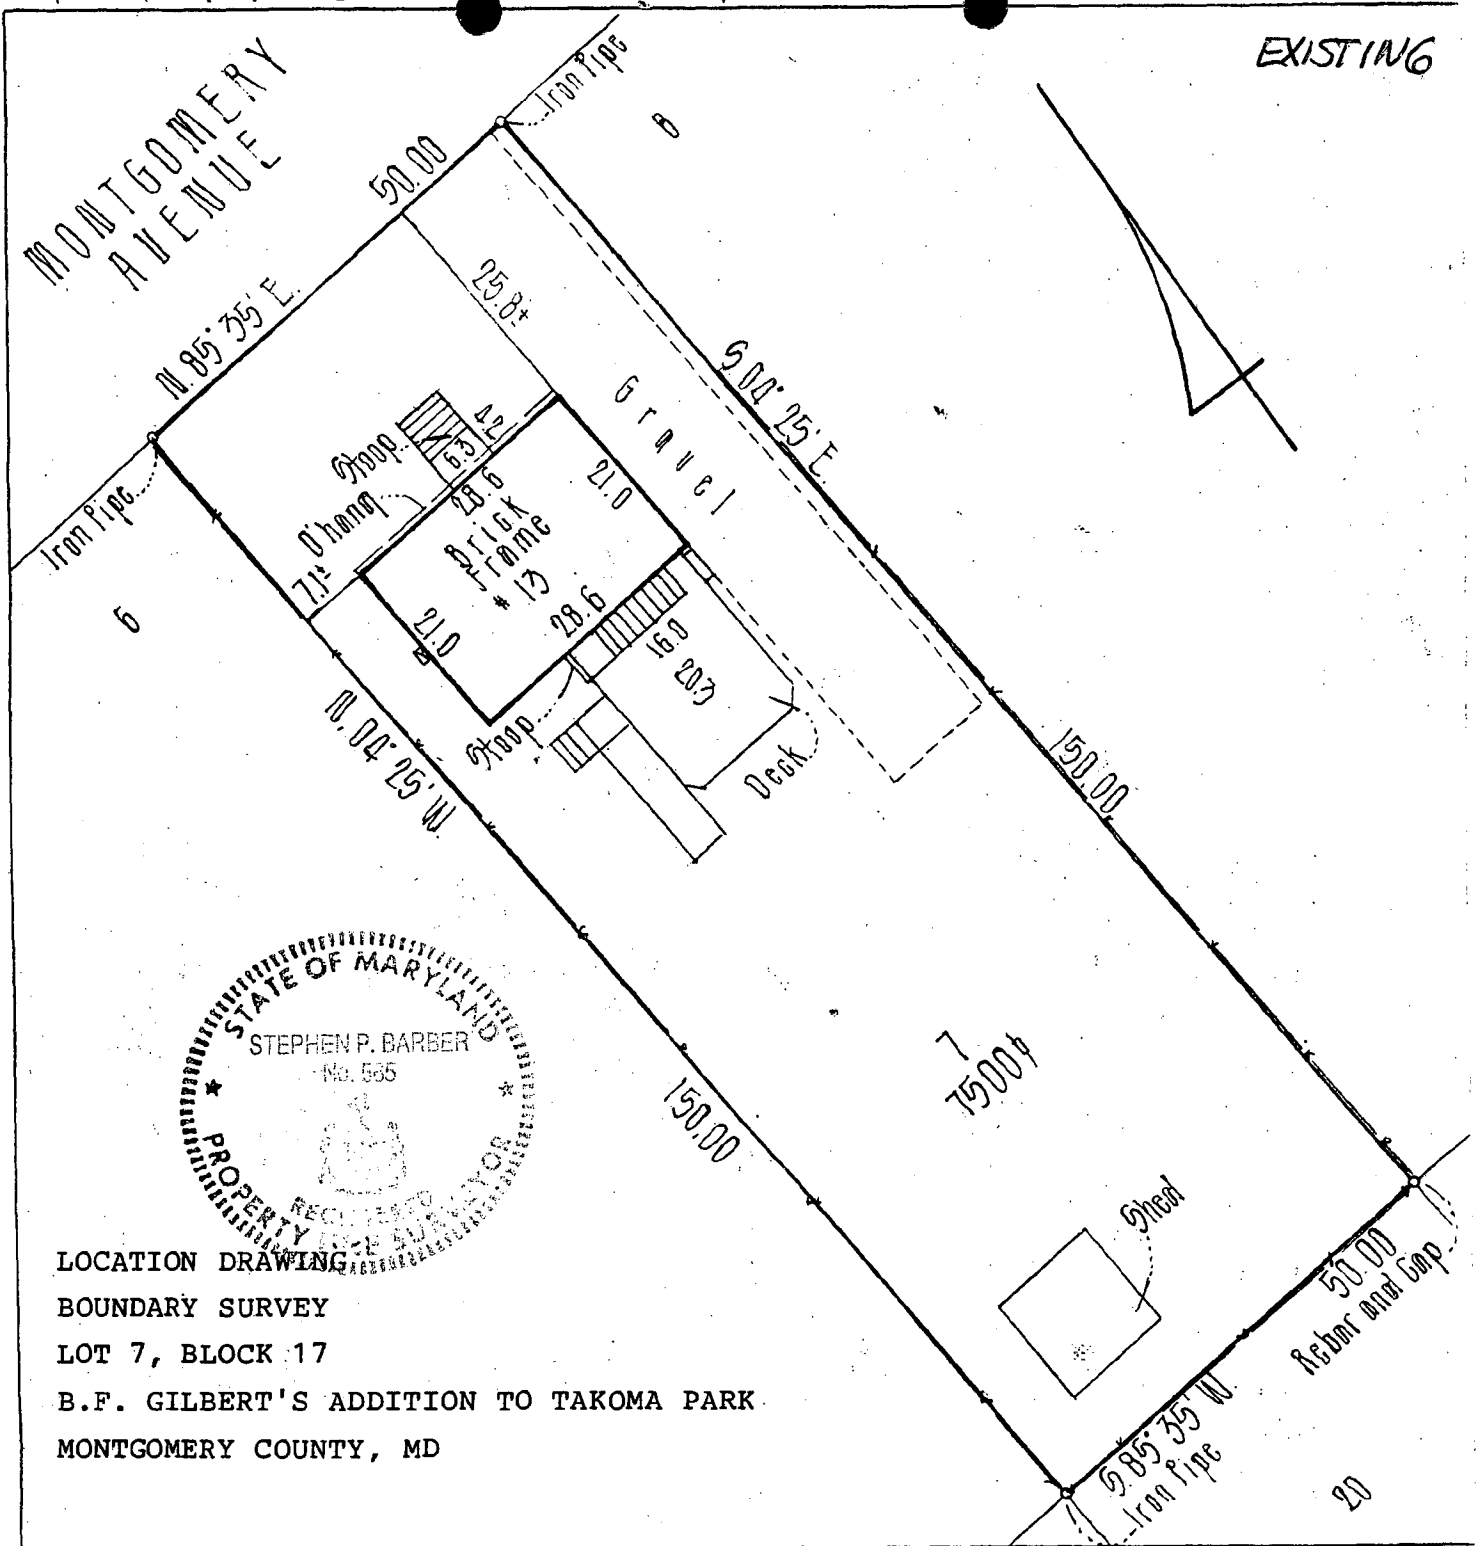 EXISTING
MONTGOMERY
AVENUE
Iron Pipe
8
50.00
N. 85° 35' E.
25.8±
Gravel
S. 04° 25' E.
Stoop
6.3
4.2
O'hang
28.6
21.0
Brick
Frame
# 13
Iron Pipe
7.1±
6
21.0
28.6
16.0
20.3
Stoop
Deck
N. 04° 25' W.
150.00
150.00
7
7500
Shed
50.00
Rebar and Cap
S. 85° 35' W.
Iron Pipe
20
STATE OF MARYLAND
STEPHEN P. BARBER
No. 565
REGISTERED
PROPERTY LINE SURVEYOR
LOCATION DRAWING
BOUNDARY SURVEY
LOT 7, BLOCK 17
B.F. GILBERT'S ADDITION TO TAKOMA PARK
MONTGOMERY COUNTY, MD